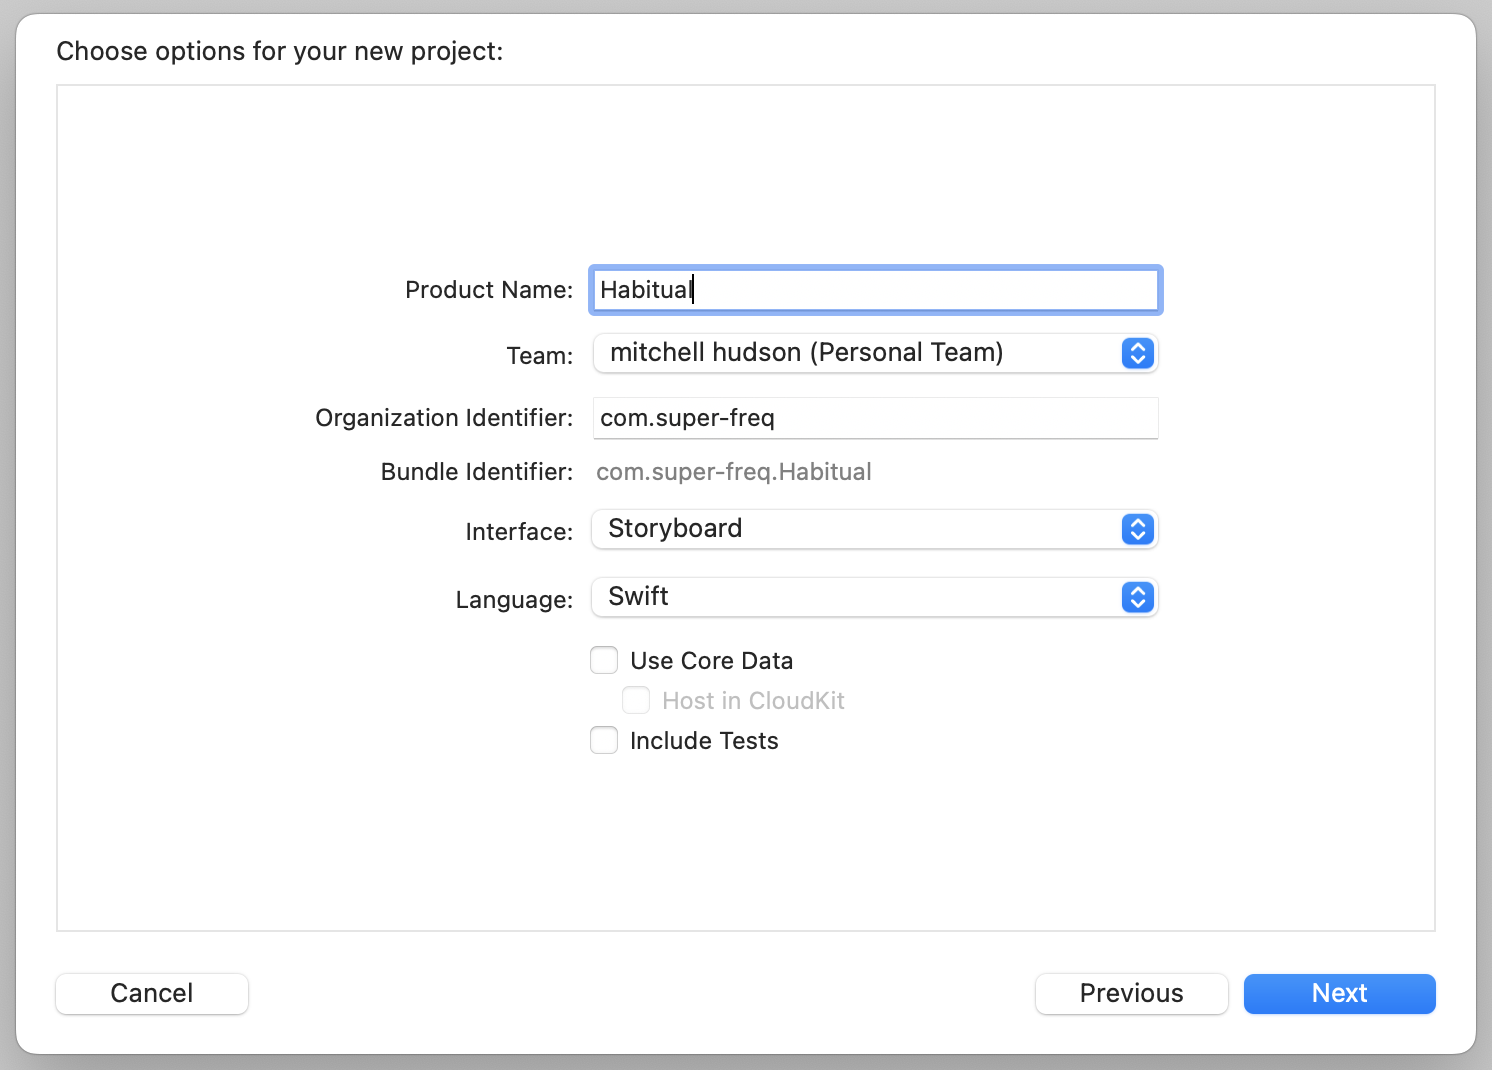 Choose options for your new project:
Product Name: Habitual
Team: mitchell hudson (Personal Team)
Organization Identifier: com.super-freq
Bundle Identifier: com.super-freq.Habitual
Interface: Storyboard
Language: Swift
Use Core Data
Host in CloudKit
Include Tests
Cancel Previous Next